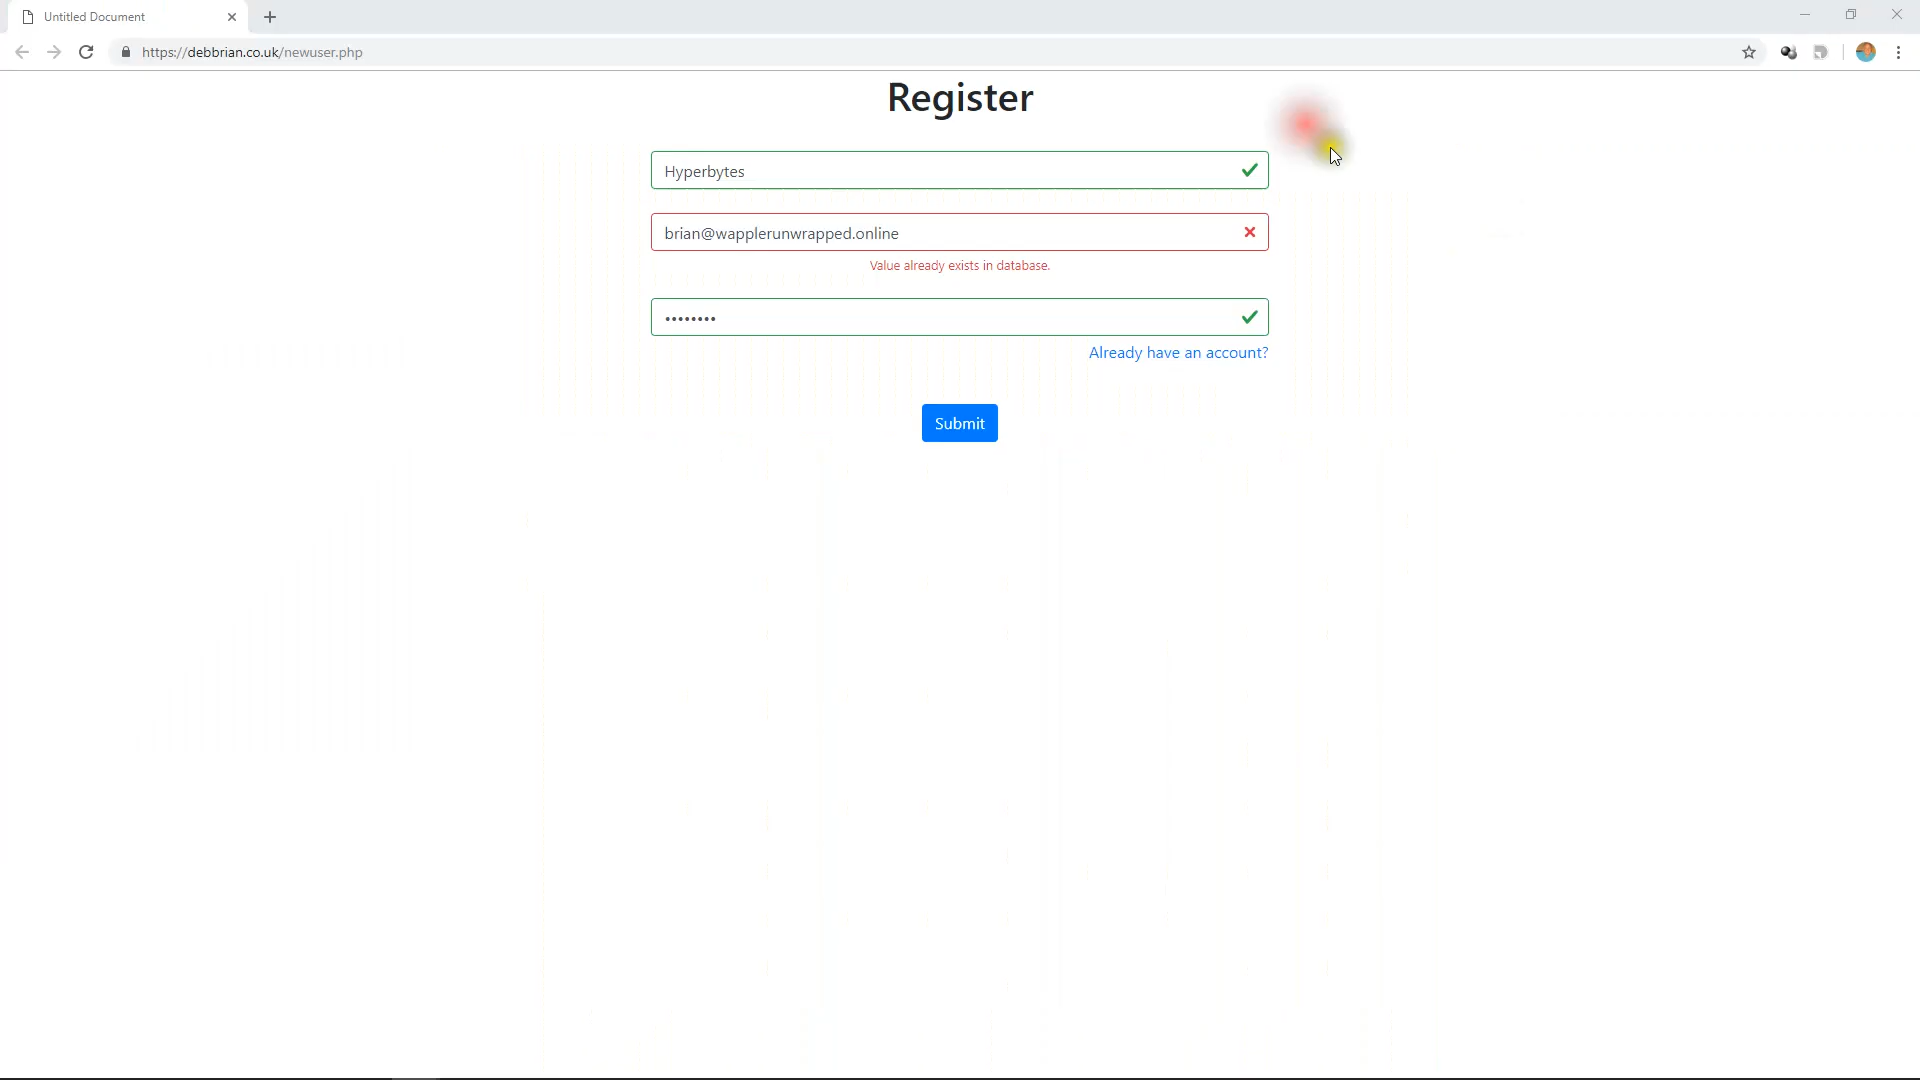 Untitled Document
https://debbrian.co.uk/newuser.php
Register
Hyperbytes
brian@wapplerunwrapped.online
Value already exists in database.
••••••••
Already have an account?
Submit